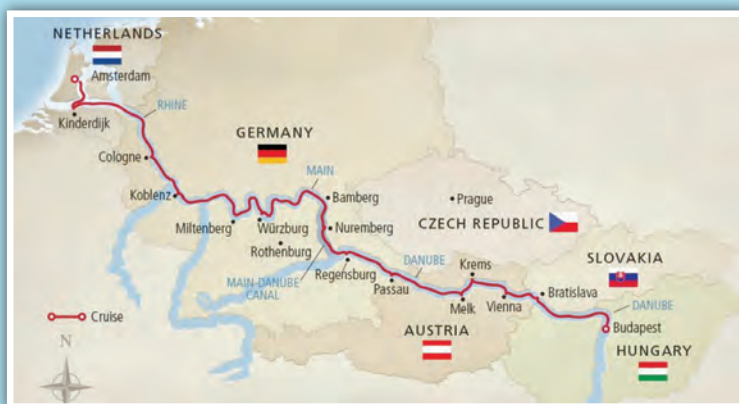 NETHERLANDS
Amsterdam
Kinderdijk
RHINE
GERMANY
Cologne
Koblenz
MAIN
Bamberg
Prague
Miltenberg
Würzburg
Nuremberg
CZECH REPUBLIC
Rothenburg
MAIN-DANUBE
CANAL
Regensburg
DANUBE
Passau
Krems
SLOVAKIA
Melk
Vienna
Bratislava
DANUBE
Budapest
AUSTRIA
HUNGARY
Cruise
N